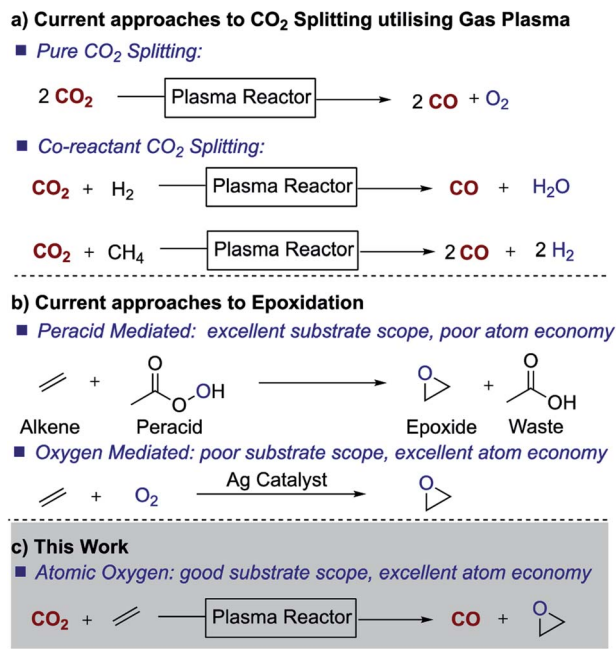 a) Current approaches to CO₂ Splitting utilising Gas Plasma
■ Pure CO₂ Splitting:
2 CO₂ Plasma Reactor 2 CO + O₂
■ Co-reactant CO₂ Splitting:
CO₂ + H₂ Plasma Reactor CO + H₂O
CO₂ + CH₄ Plasma Reactor 2 CO + 2 H₂
b) Current approaches to Epoxidation
■ Peracid Mediated: excellent substrate scope, poor atom economy
+ O O OH O + O OH
Alkene Peracid Epoxide Waste
■ Oxygen Mediated: poor substrate scope, excellent atom economy
+ O₂ Ag Catalyst O
c) This Work
■ Atomic Oxygen: good substrate scope, excellent atom economy
CO₂ + Plasma Reactor CO + O